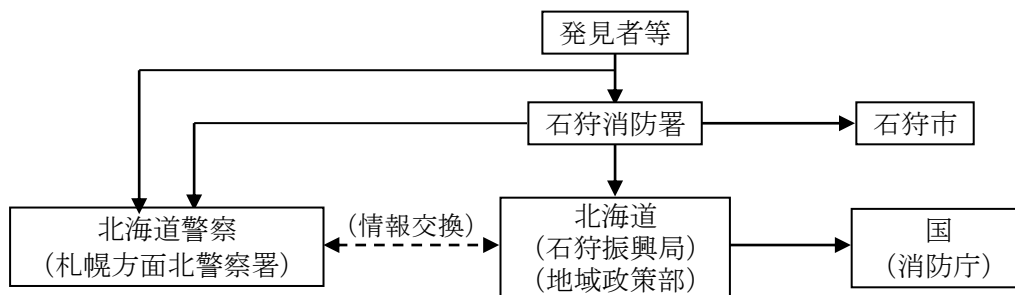 発見者等
石狩消防署
石狩市
北海道警察
（札幌方面北警察署）
（情報交換）
北海道
（石狩振興局）
（地域政策部）
国
（消防庁）